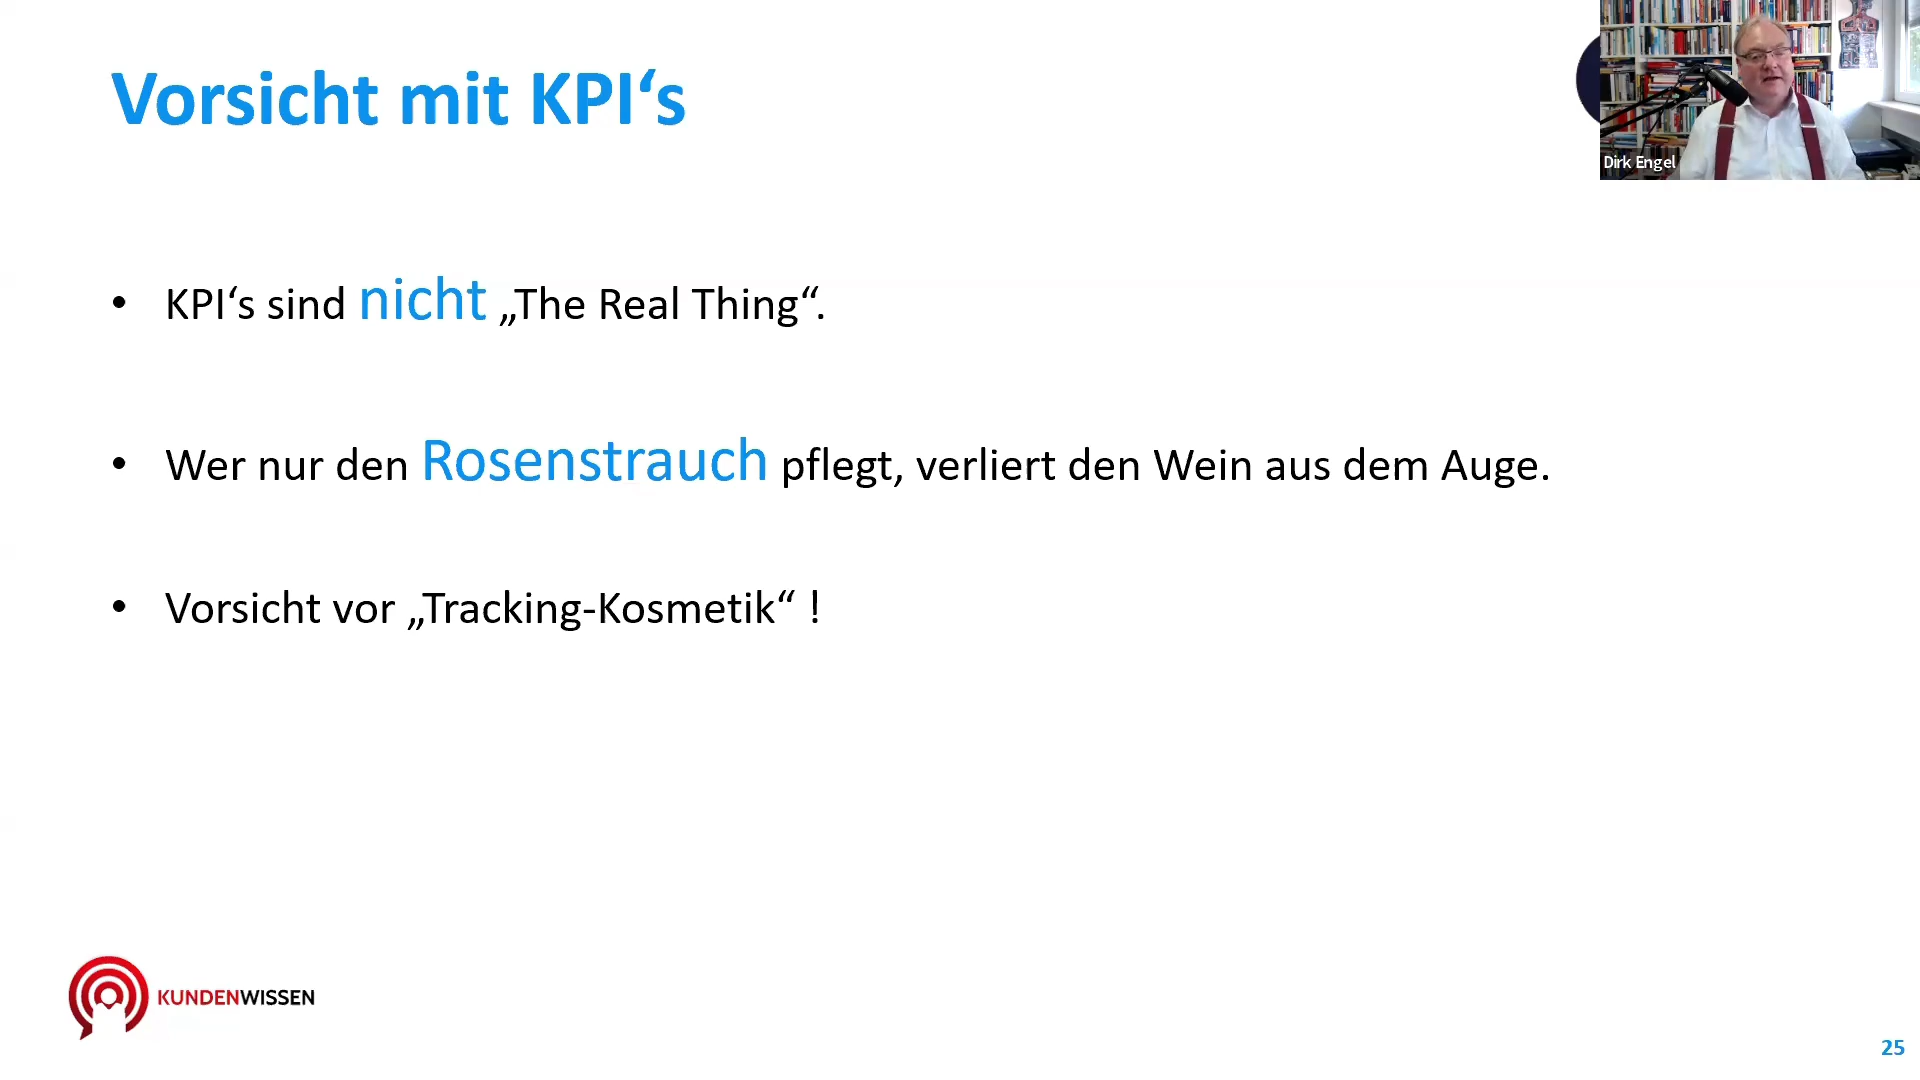 Vorsicht mit KPI‘s
Dirk Engel
• KPI‘s sind nicht „The Real Thing“.
• Wer nur den Rosenstrauch pflegt, verliert den Wein aus dem Auge.
• Vorsicht vor „Tracking-Kosmetik“ !
KUNDENWISSEN
25